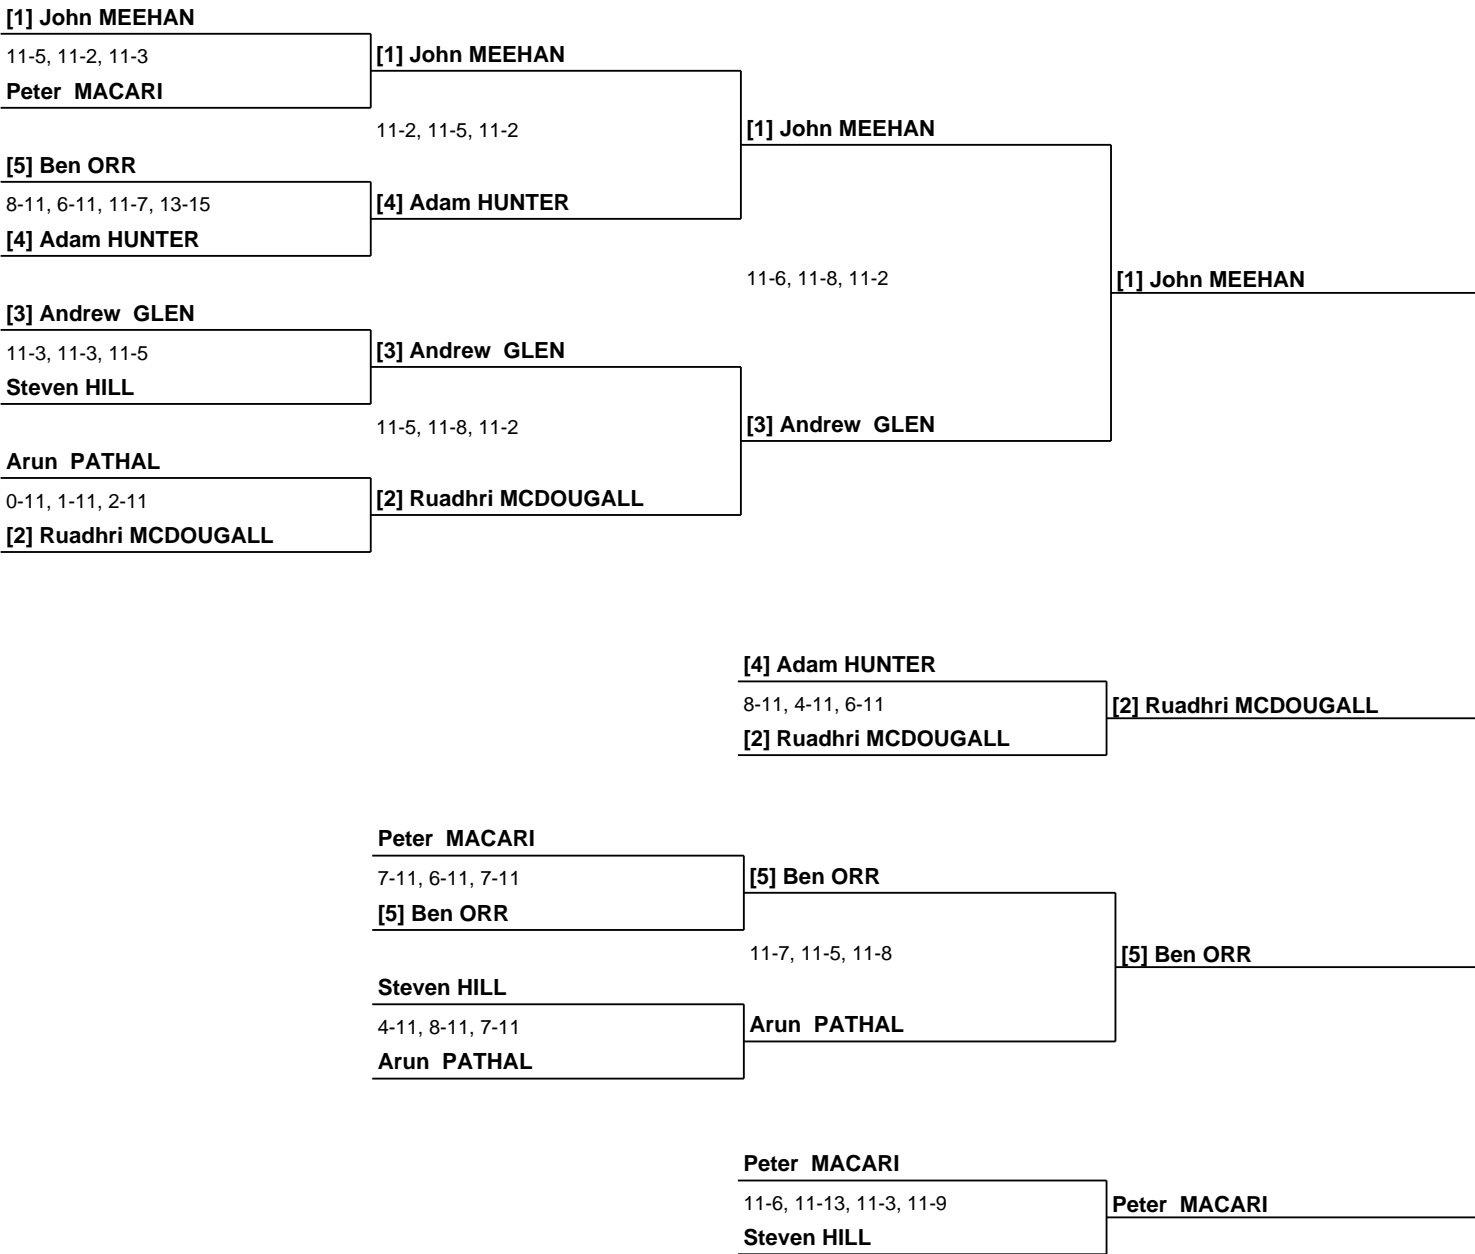 [1] John MEEHAN
11-5, 11-2, 11-3
[1] John MEEHAN
Peter MACARI
11-2, 11-5, 11-2
[1] John MEEHAN
[5] Ben ORR
8-11, 6-11, 11-7, 13-15
[4] Adam HUNTER
[4] Adam HUNTER
11-6, 11-8, 11-2
[1] John MEEHAN
[3] Andrew GLEN
11-3, 11-3, 11-5
[3] Andrew GLEN
Steven HILL
11-5, 11-8, 11-2
[3] Andrew GLEN
Arun PATHAL
0-11, 1-11, 2-11
[2] Ruadhri MCDOUGALL
[2] Ruadhri MCDOUGALL
[4] Adam HUNTER
8-11, 4-11, 6-11
[2] Ruadhri MCDOUGALL
[2] Ruadhri MCDOUGALL
Peter MACARI
7-11, 6-11, 7-11
[5] Ben ORR
[5] Ben ORR
11-7, 11-5, 11-8
[5] Ben ORR
Steven HILL
4-11, 8-11, 7-11
Arun PATHAL
Arun PATHAL
Peter MACARI
11-6, 11-13, 11-3, 11-9
Peter MACARI
Steven HILL